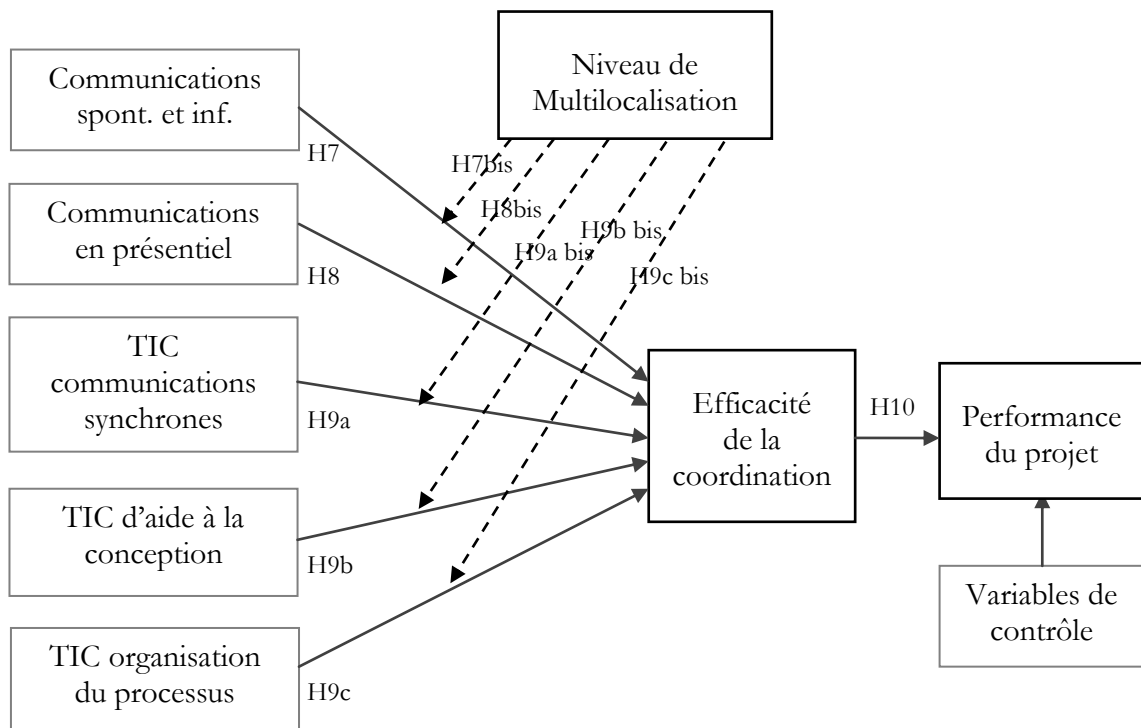 Communications
spont. et inf.
Niveau de
Multilocalisation
H7
H7bis
Communications
en présentiel
H8bis
H9b bis
H9a bis
H9c bis
H8
TIC
communications
synchrones
H9a
Efficacité
de la
coordination
H10
Performance
du projet
TIC d’aide à la
conception
H9b
Variables de
contrôle
TIC organisation
du processus
H9c